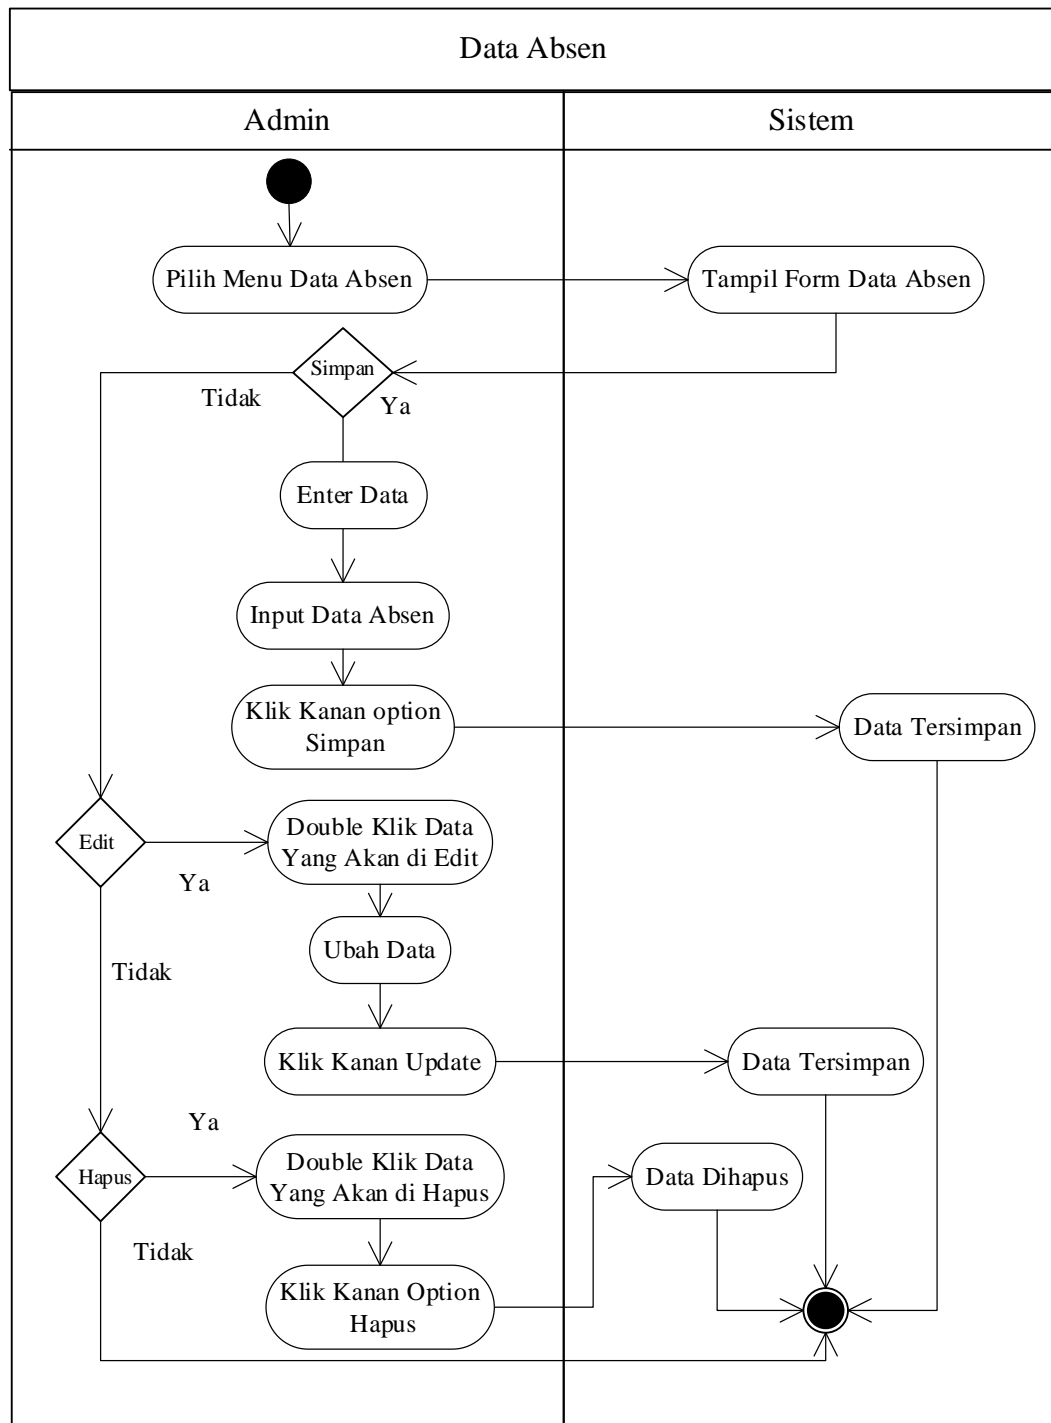 Data Absen
Admin
Sistem
Pilih Menu Data Absen
Tampil Form Data Absen
Simpan
Tidak
Ya
Enter Data
Input Data Absen
Klik Kanan option
Simpan
Data Tersimpan
Edit
Ya
Double Klik Data
Yang Akan di Edit
Ubah Data
Tidak
Klik Kanan Update
Data Tersimpan
Ya
Hapus
Double Klik Data
Yang Akan di Hapus
Data Dihapus
Tidak
Klik Kanan Option
Hapus